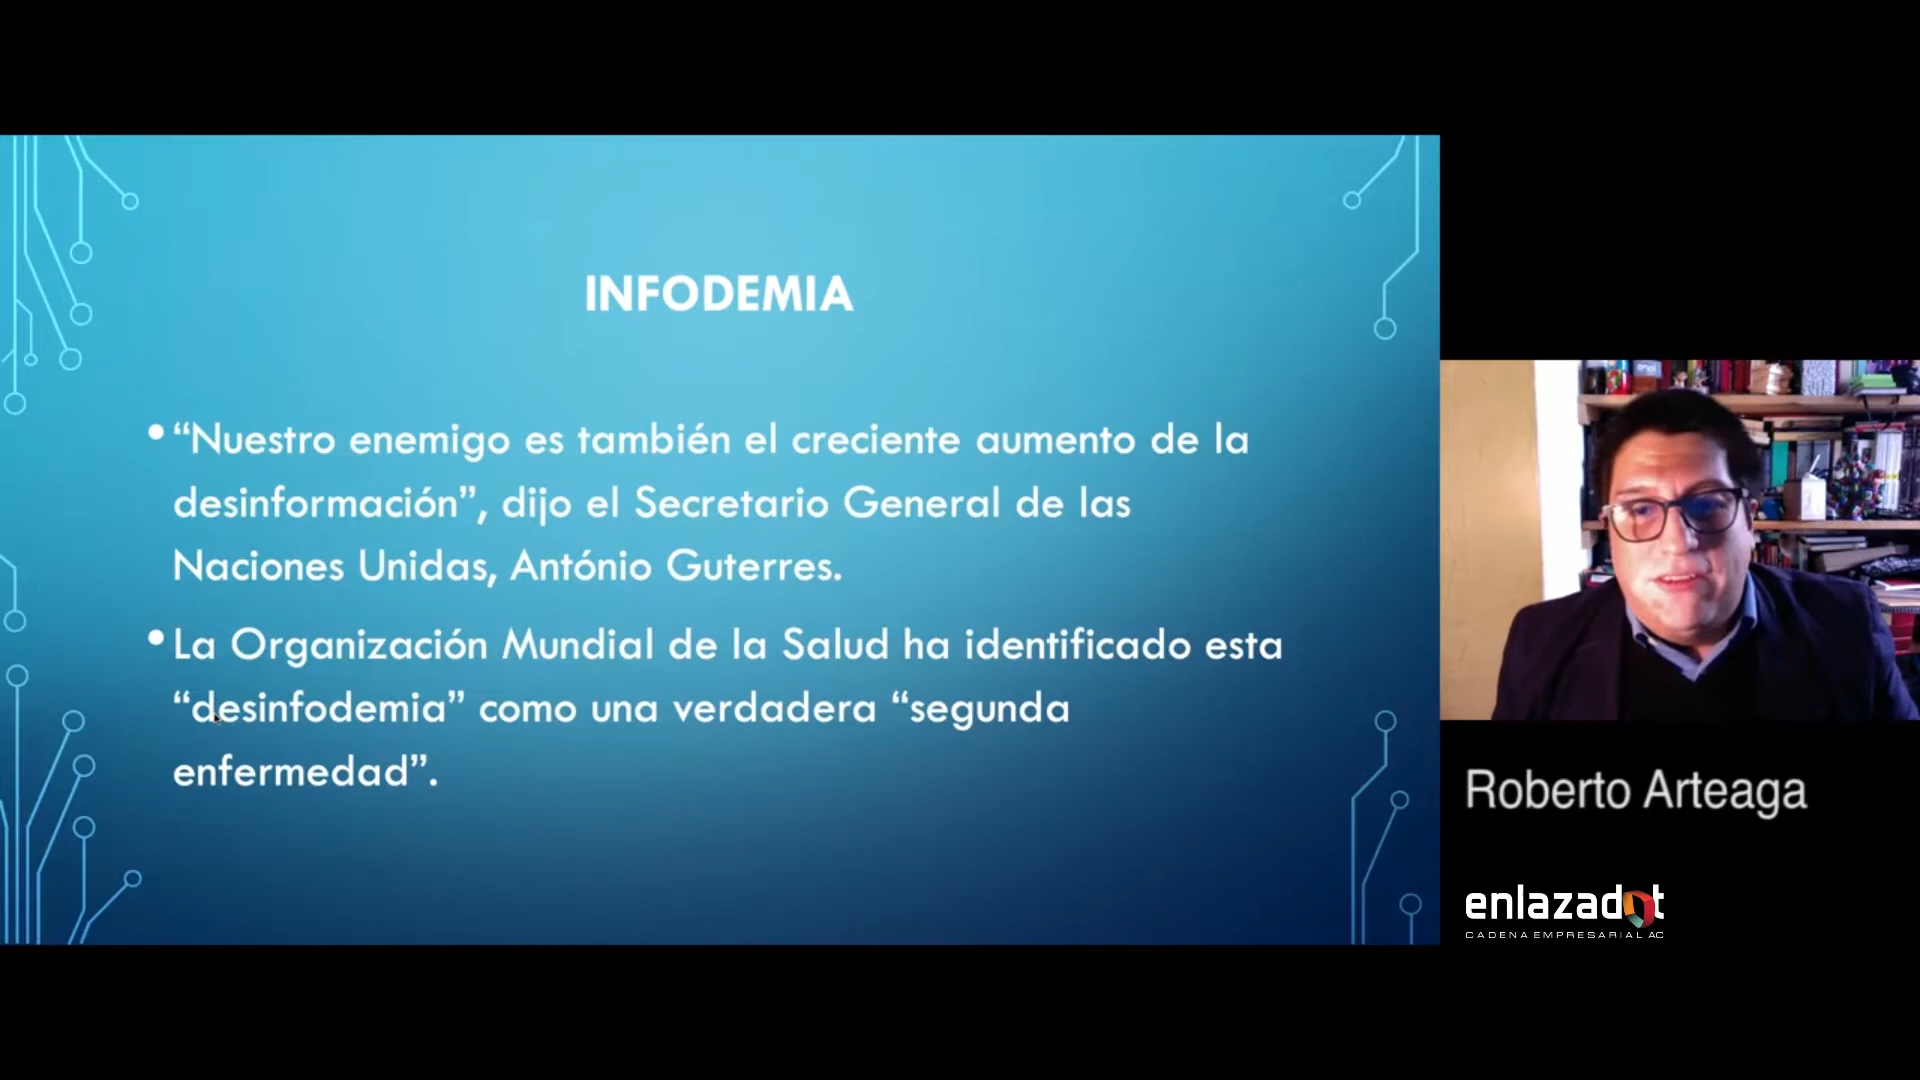 INFODEMIA
• “Nuestro enemigo es también el creciente aumento de la
desinformación”, dijo el Secretario General de las
Naciones Unidas, António Guterres.
• La Organización Mundial de la Salud ha identificado esta
“desinfodemia” como una verdadera “segunda
enfermedad”.
Roberto Arteaga
enlazadot
CADENA EMPRESARIAL AC